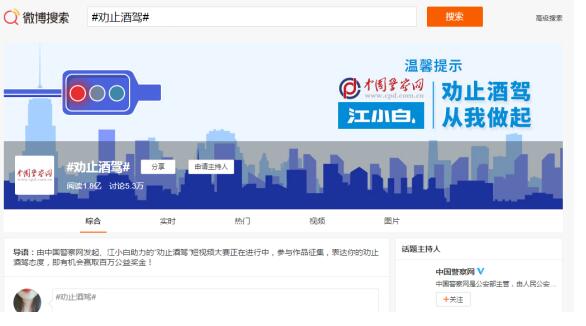 微博搜索
#劝止酒驾#
搜索
高级搜索
温馨提示
中国警察网
www.cpd.com.cn
江小白
劝止酒驾
从我做起
中国警察网
#劝止酒驾#
分享
申请主持人
阅读1.8亿 讨论5.3万
综合
实时
热门
视频
图片
导语：由中国警察网发起、江小白助力的“劝止酒驾”短视频大赛正在进行中，参与作品征集，表达你的劝止
酒驾态度，即有机会赢取百万公益奖金！
#劝止酒驾#
话题主持人
中国警察网
中国警察网是公安部主管，由人民公安…
+关注